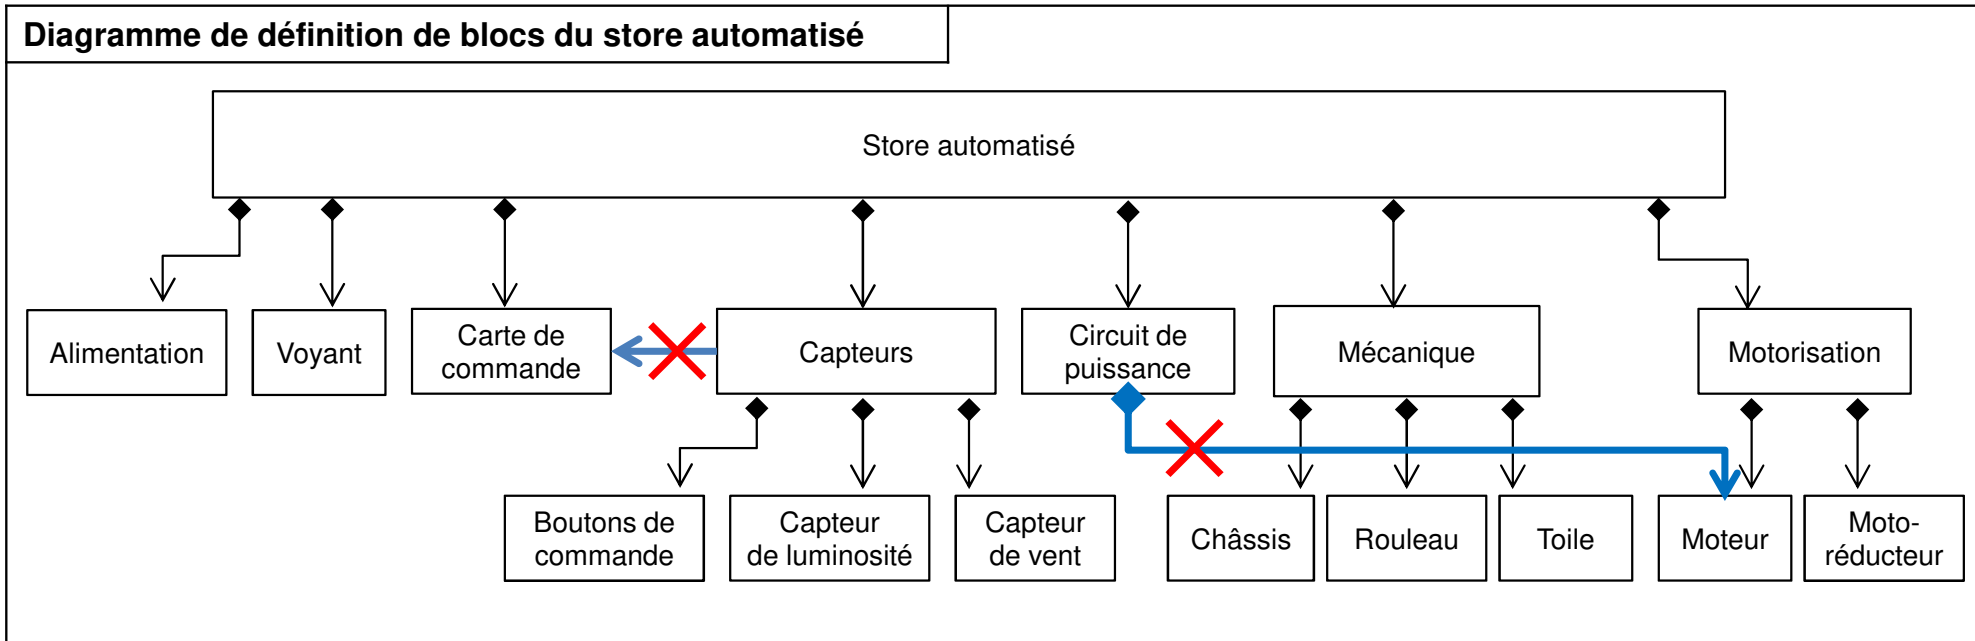 Diagramme de définition de blocs du store automatisé
Store automatisé
Alimentation
Voyant
Carte de
commande
Capteurs
Circuit de
puissance
Mécanique
Motorisation
Boutons de
commande
Capteur
de luminosité
Capteur
de vent
Châssis
Rouleau
Toile
Moteur
Moto-
réducteur